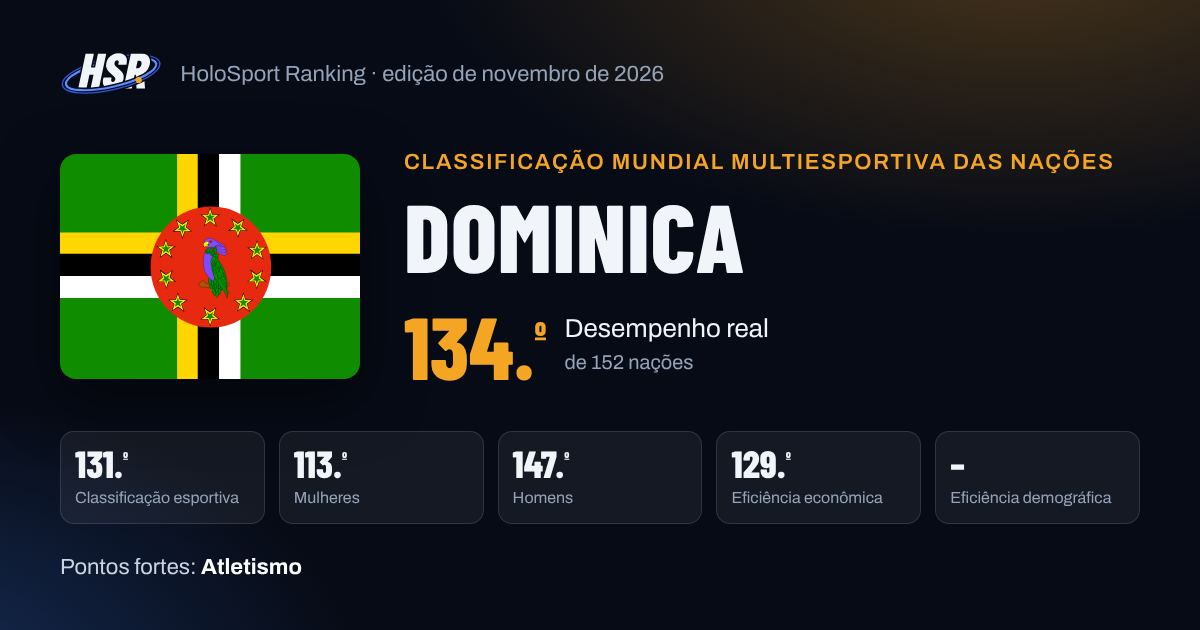 HSR
HoloSport Ranking · edição de novembro de 2026
CLASSIFICAÇÃO MUNDIAL MULTIESPORTIVA DAS NAÇÕES
DOMINICA
134.º
Desempenho real
de 152 nações
131.º
Classificação esportiva
113.º
Mulheres
147.º
Homens
129.º
Eficiência econômica
–
Eficiência demográfica
Pontos fortes: Atletismo